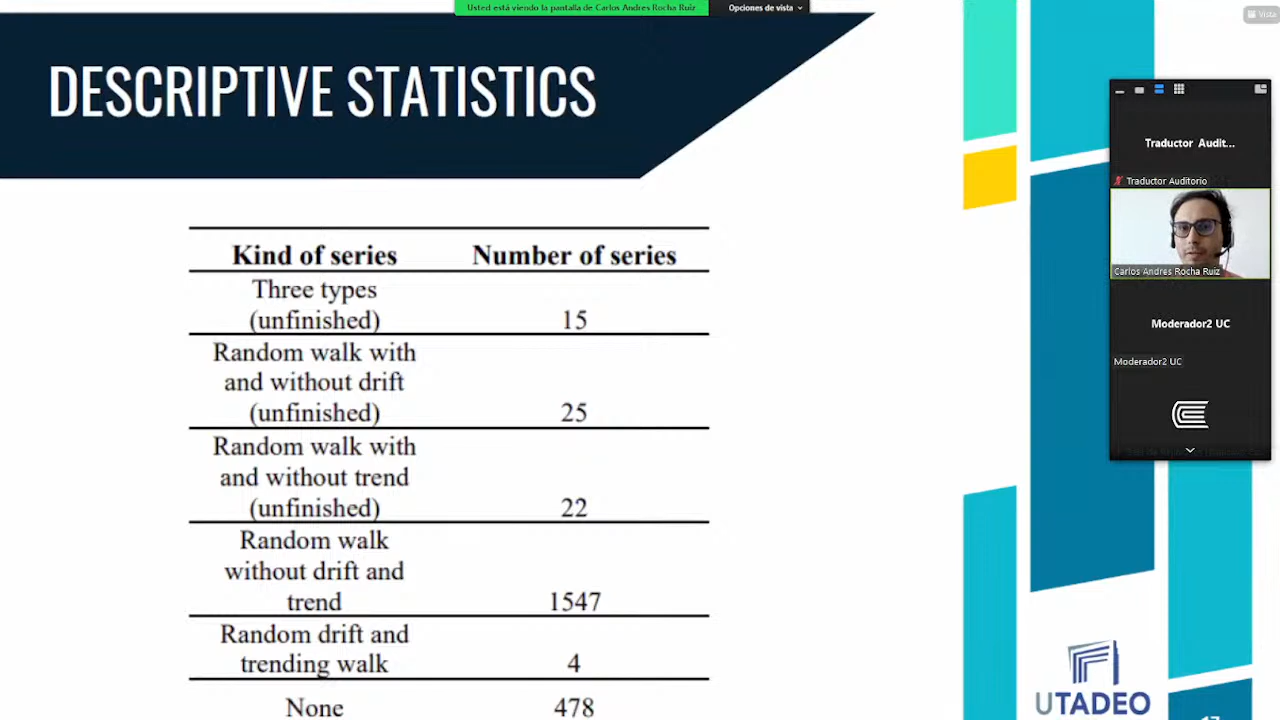 Usted está viendo la pantalla de Carlos Andres Rocha Ruiz
Opciones de vista
Vista
DESCRIPTIVE STATISTICS
Kind of series Number of series
Three types
(unfinished) 15
Random walk with
and without drift
(unfinished) 25
Random walk with
and without trend
(unfinished) 22
Random walk
without drift and
trend 1547
Random drift and
trending walk 4
None 478
Traductor Audit...
Traductor Auditorio
Carlos Andres Rocha Ruiz
Moderador2 UC
Moderador2 UC
UTADEO